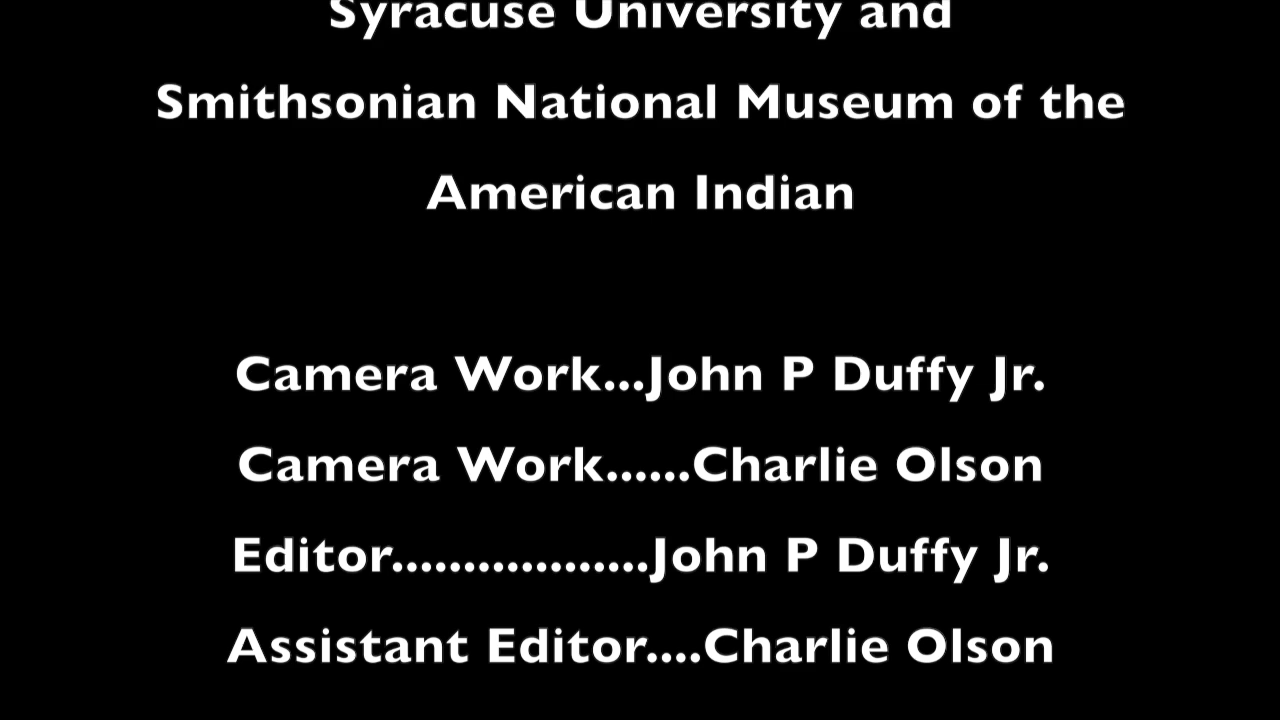 Syracuse University and
Smithsonian National Museum of the
American Indian
Camera Work...John P Duffy Jr.
Camera Work......Charlie Olson
Editor..................John P Duffy Jr.
Assistant Editor....Charlie Olson